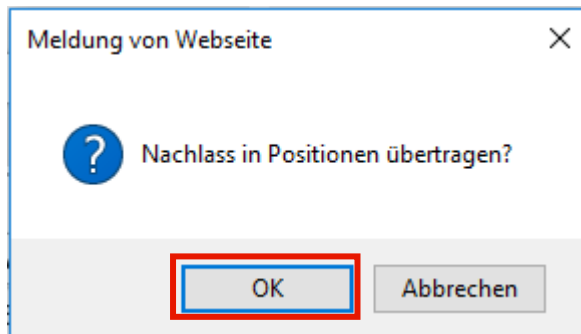 Meldung von Webseite
Nachlass in Positionen übertragen?
OK
Abbrechen